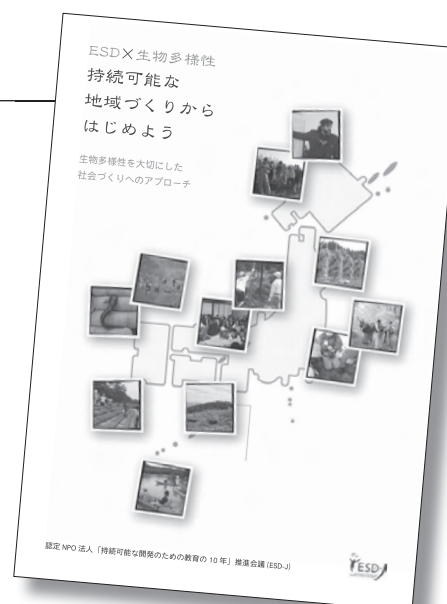 ESD×生物多様性
持続可能な
地域づくりから
はじめよう
生物多様性を大切にした
社会づくりへのアプローチ
認定NPO法人「持続可能な開発のための教育の10年」推進会議(ESD-J)
ESD-J